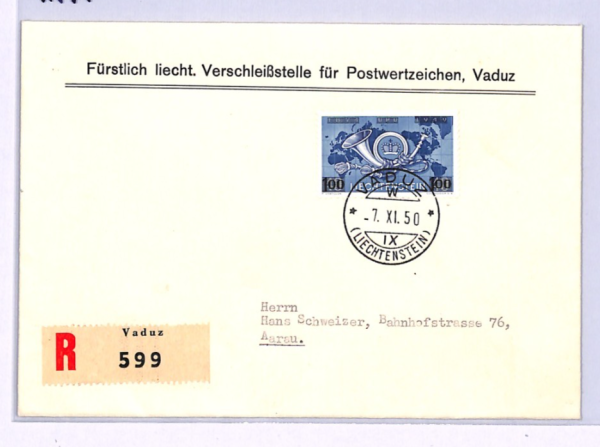 Fürstlich liecht. Verschleißstelle für Postwertzeichen, Vaduz
100 LIECHTENSTEIN 100
VADUZ
-7. XI. 50
IX
(LIECHTENSTEIN)
Herrn
Hans Schweizer, Bahnhofstrasse 76,
Aarau.
R Vaduz
599